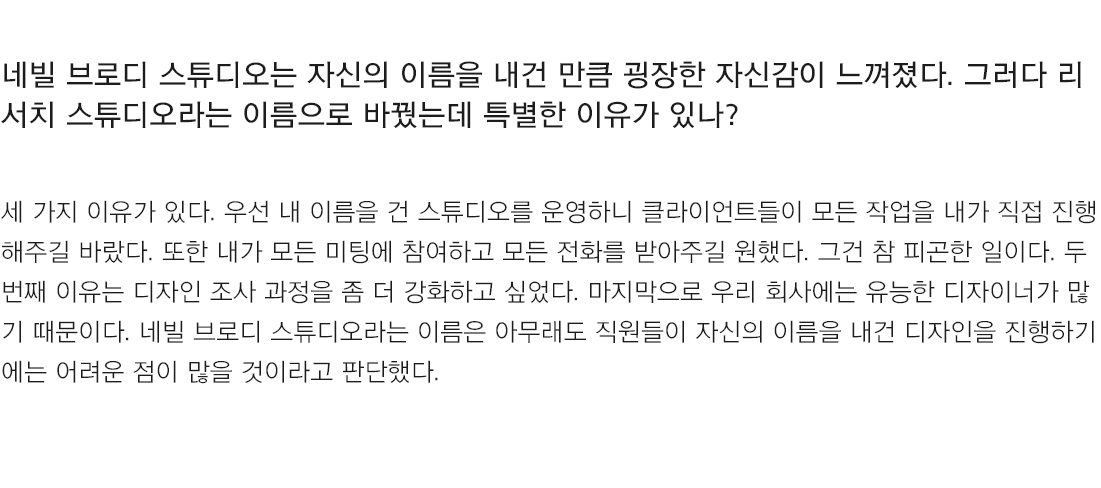 네빌 브로디 스튜디오는 자신의 이름을 내건 만큼 굉장한 자신감이 느껴졌다. 그러다 리
서치 스튜디오라는 이름으로 바꿨는데 특별한 이유가 있나?
세 가지 이유가 있다. 우선 내 이름을 건 스튜디오를 운영하니 클라이언트들이 모든 작업을 내가 직접 진행
해주길 바랐다. 또한 내가 모든 미팅에 참여하고 모든 전화를 받아주길 원했다. 그건 참 피곤한 일이다. 두
번째 이유는 디자인 조사 과정을 좀 더 강화하고 싶었다. 마지막으로 우리 회사에는 유능한 디자이너가 많
기 때문이다. 네빌 브로디 스튜디오라는 이름은 아무래도 직원들이 자신의 이름을 내건 디자인을 진행하기
에는 어려운 점이 많을 것이라고 판단했다.